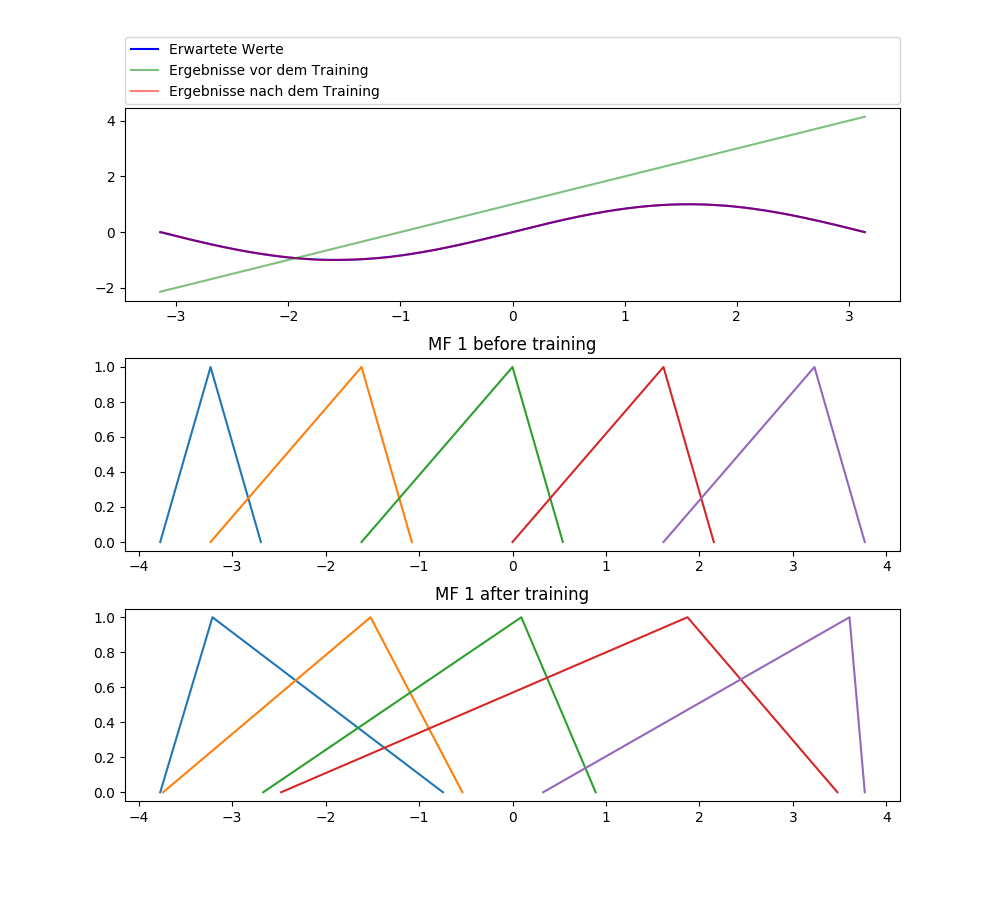 Erwartete Werte
Ergebnisse vor dem Training
Ergebnisse nach dem Training
4
2
0
−2
−3 −2 −1 0 1 2 3
MF 1 before training
1.0
0.8
0.6
0.4
0.2
0.0
−4 −3 −2 −1 0 1 2 3 4
MF 1 after training
1.0
0.8
0.6
0.4
0.2
0.0
−4 −3 −2 −1 0 1 2 3 4